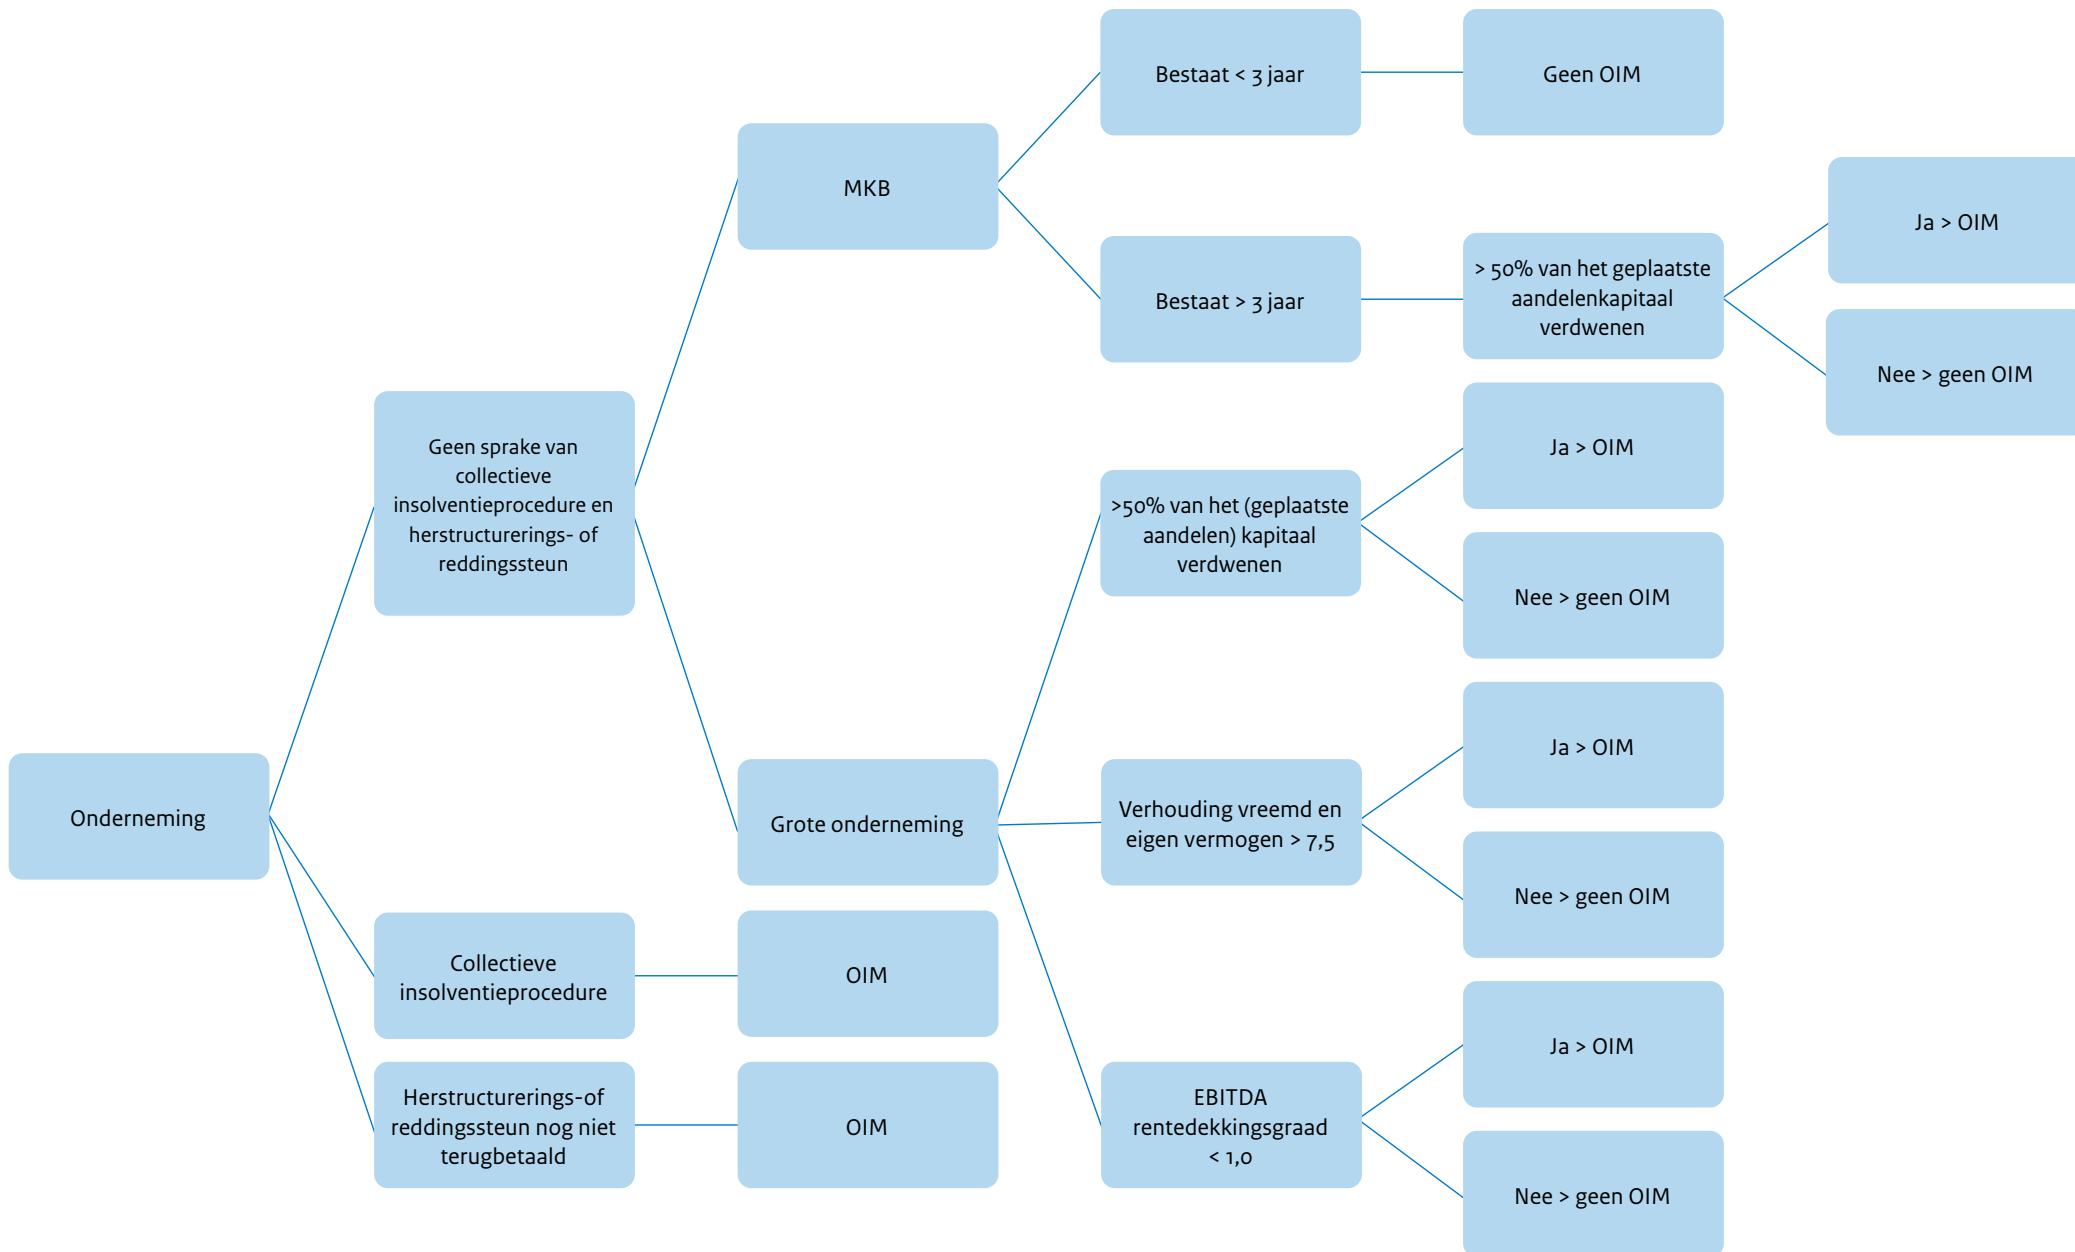 Onderneming
Geen sprake van
collectieve
insolventieprocedure en
herstructurerings- of
reddingssteun
Collectieve
insolventieprocedure
Herstructurerings-of
reddingssteun nog niet
terugbetaald
MKB
Grote onderneming
OIM
OIM
Bestaat < 3 jaar
Bestaat > 3 jaar
>50% van het (geplaatste
aandelen) kapitaal
verdwenen
Verhouding vreemd en
eigen vermogen > 7,5
EBITDA
rentedekkingsgraad
< 1,0
Geen OIM
> 50% van het geplaatste
aandelenkapitaal
verdwenen
Ja > OIM
Nee > geen OIM
Ja > OIM
Nee > geen OIM
Ja > OIM
Nee > geen OIM
Ja > OIM
Nee > geen OIM